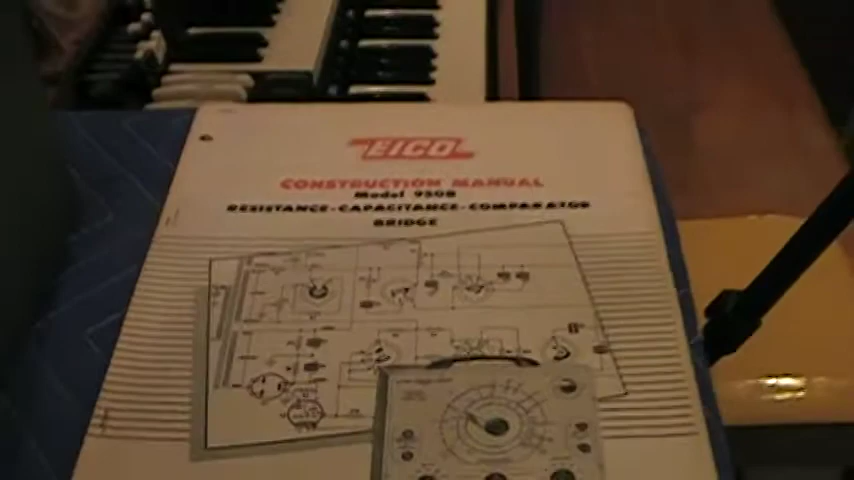 EICO
CONSTRUCTION MANUAL
Model 950B
RESISTANCE-CAPACITANCE-COMPARATOR
BRIDGE